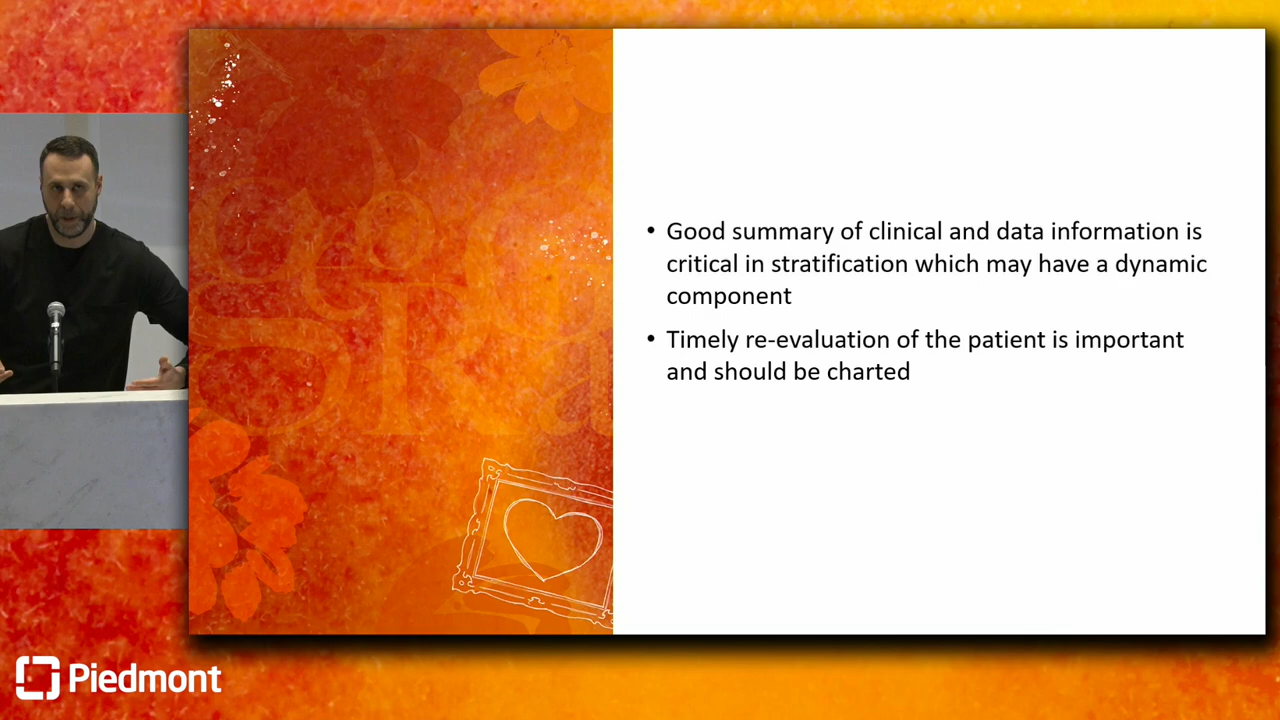 • Good summary of clinical and data information is
critical in stratification which may have a dynamic
component
• Timely re-evaluation of the patient is important
and should be charted
Piedmont